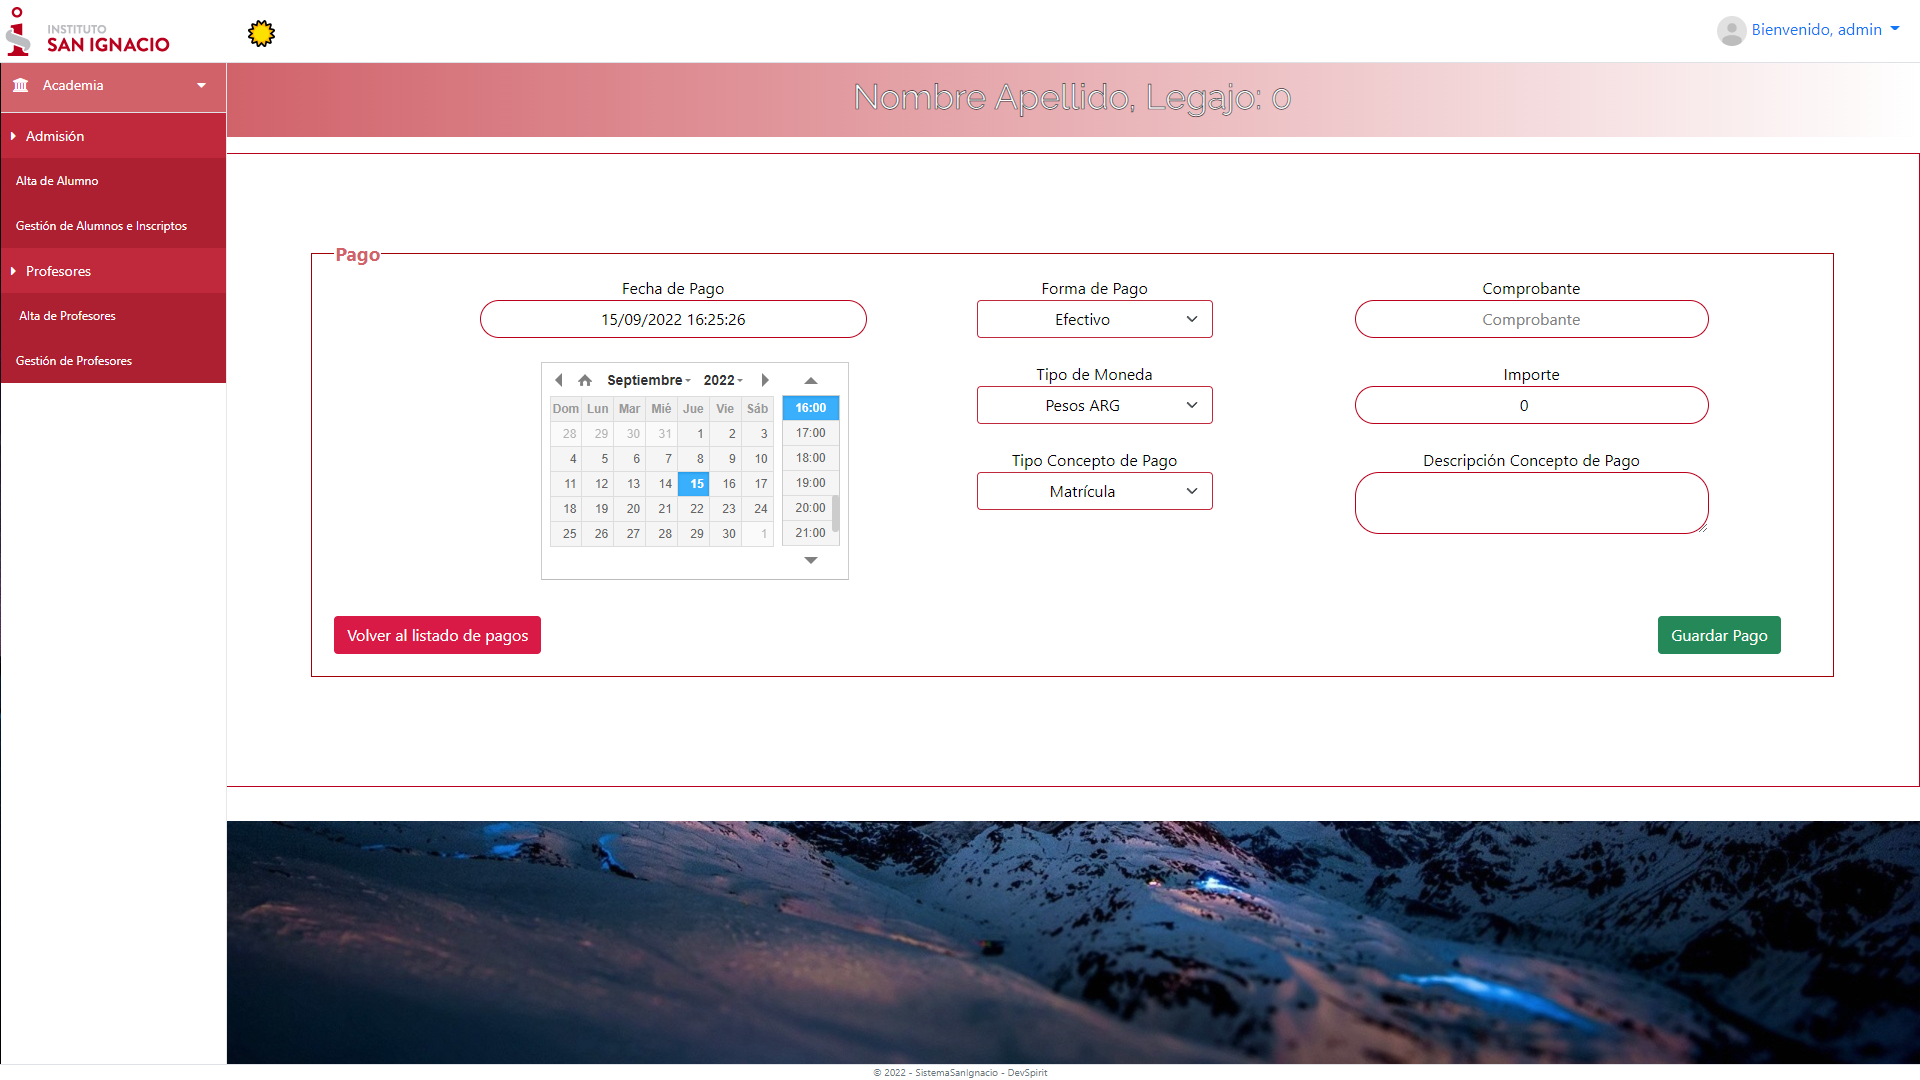 INSTITUTO
SAN IGNACIO
Bienvenido, admin
Academia
Admisión
Alta de Alumno
Gestión de Alumnos e Inscriptos
Profesores
Alta de Profesores
Gestión de Profesores
Nombre Apellido, Legajo: 0
Pago
Fecha de Pago
15/09/2022 16:25:26
Septiembre 2022
Dom Lun Mar Mié Jue Vie Sáb
28 29 30 31 1 2 3
4 5 6 7 8 9 10
11 12 13 14 15 16 17
18 19 20 21 22 23 24
25 26 27 28 29 30 1
16:00
17:00
18:00
19:00
20:00
21:00
Forma de Pago
Efectivo
Tipo de Moneda
Pesos ARG
Tipo Concepto de Pago
Matrícula
Comprobante
Comprobante
Importe
0
Descripción Concepto de Pago
Volver al listado de pagos
Guardar Pago
© 2022 - SistemaSanIgnacio - DevSpirit